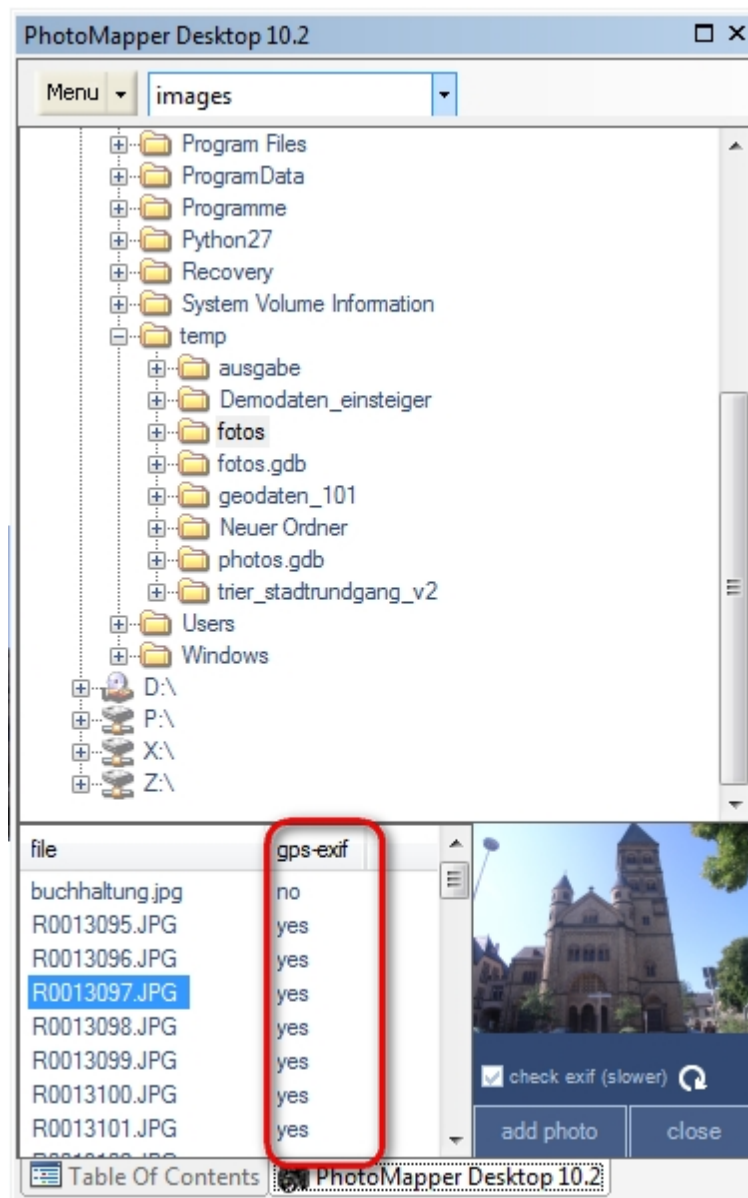 PhotoMapper Desktop 10.2
Menu images
Program Files
ProgramData
Programme
Python27
Recovery
System Volume Information
temp
ausgabe
Demodaten_einsteiger
fotos
fotos.gdb
geodaten_101
Neuer Ordner
photos.gdb
trier_stadtrundgang_v2
Users
Windows
D:\
P:\
X:\
Z:\
file gps-exif
buchhaltung.jpg no
R0013095.JPG yes
R0013096.JPG yes
R0013097.JPG yes
R0013098.JPG yes
R0013099.JPG yes
R0013100.JPG yes
R0013101.JPG yes
check exif (slower)
add photo close
Table Of Contents PhotoMapper Desktop 10.2